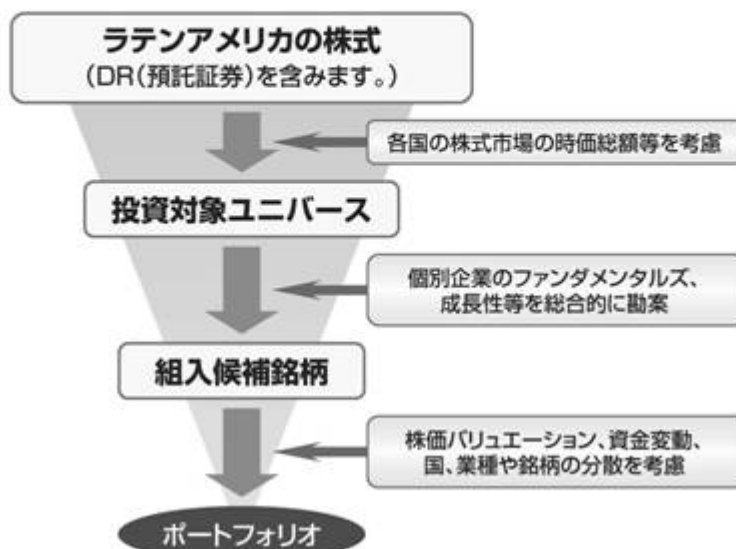 ラテンアメリカの株式
(DR(預託証券)を含みます。)
各国の株式市場の時価総額等を考慮
投資対象ユニバース
個別企業のファンダメンタルズ、
成長性等を総合的に勘案
組入候補銘柄
株価バリュエーション、資金変動、
国、業種や銘柄の分散を考慮
ポートフォリオ